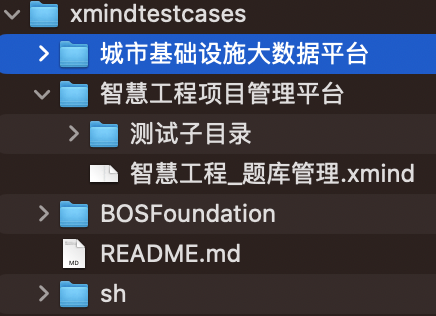 xmindtestcases
城市基础设施大数据平台
智慧工程项目管理平台
测试子目录
智慧工程_题库管理.xmind
BOSFoundation
MD
README.md
sh